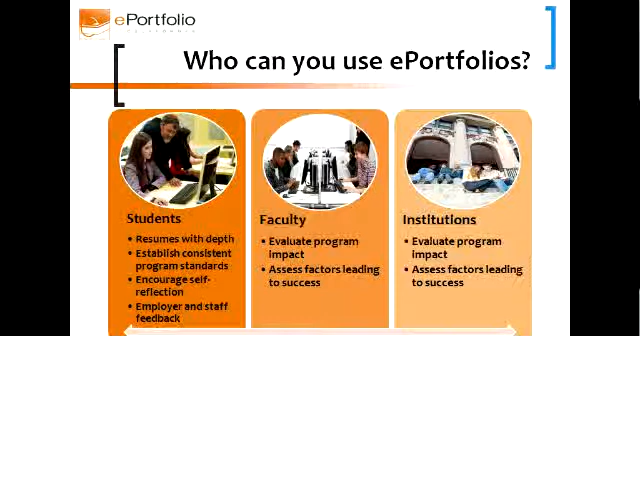 ePortfolio
CALIFORNIA
Who can you use ePortfolios?
Students
• Resumes with depth
• Establish consistent
program standards
• Encourage self-
reflection
• Employer and staff
feedback
Faculty
• Evaluate program
impact
• Assess factors leading
to success
Institutions
• Evaluate program
impact
• Assess factors leading
to success